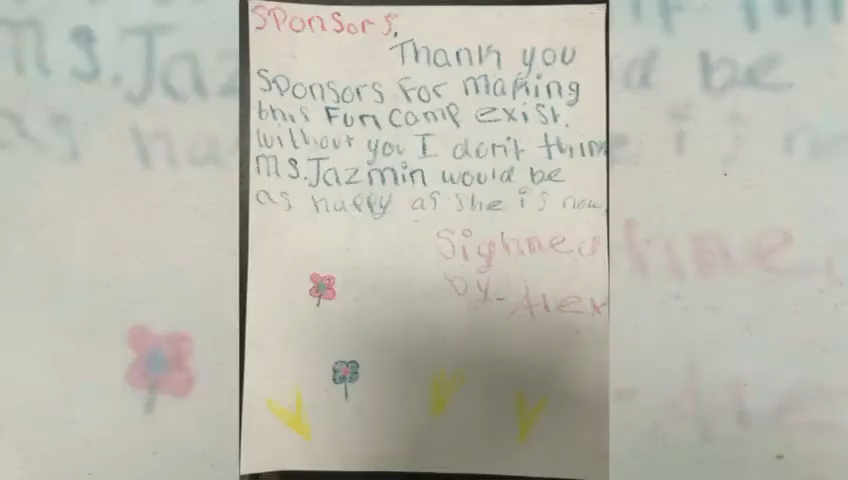 Sponsors,
Thank you
Sponsors for making
this Fun camp exist.
without you I don't think
MS. Jazmin would be
as happy as she is now
Sighned
by- Alex